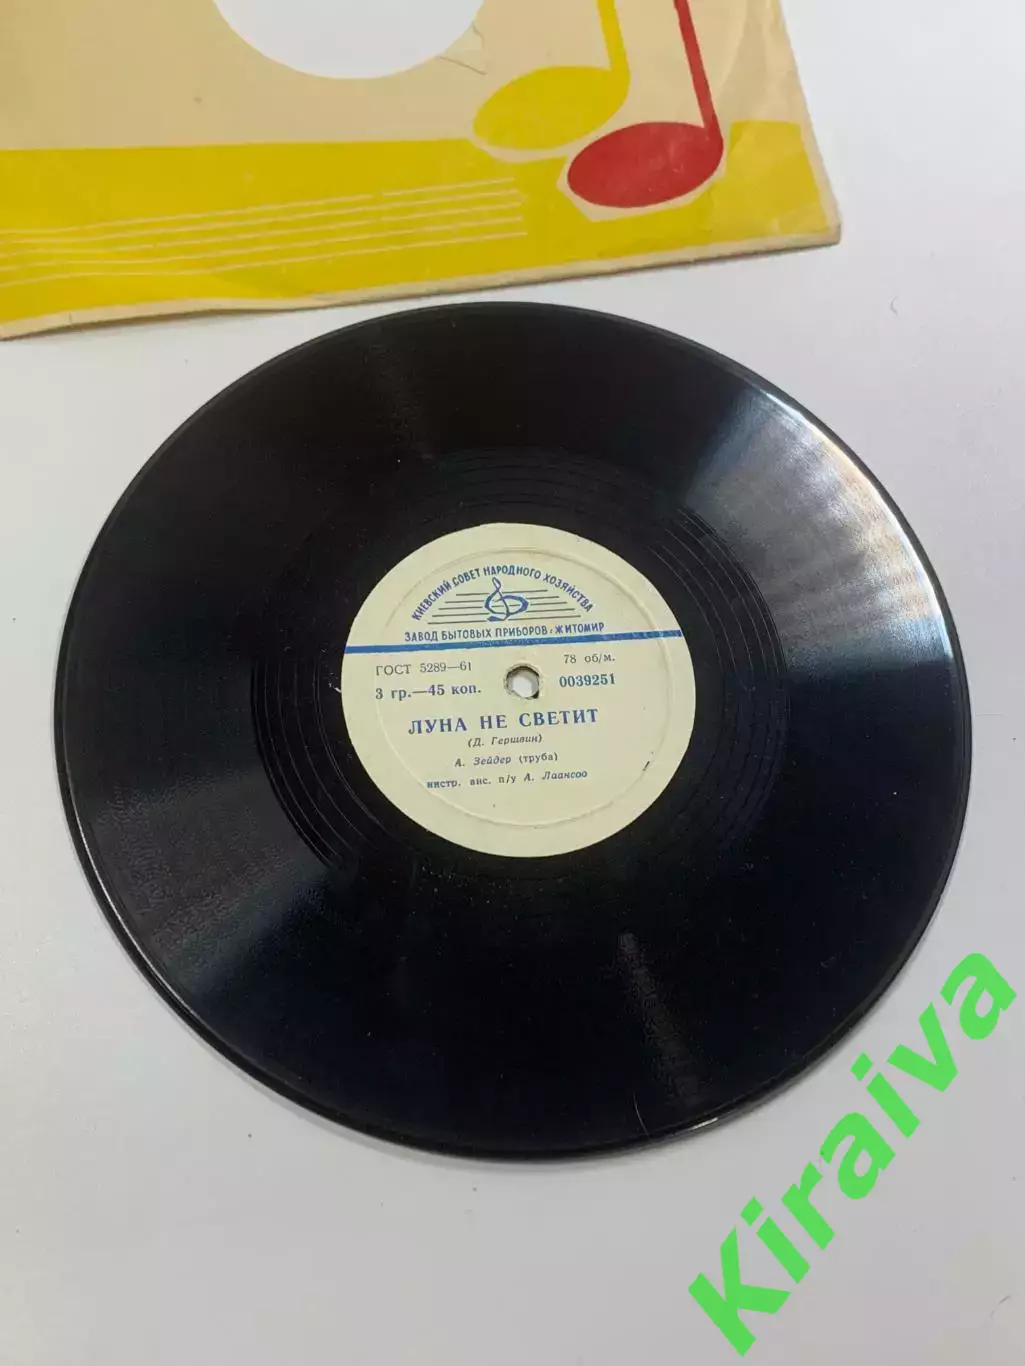 КИЕВСКИЙ СОВЕТ НАРОДНОГО ХОЗЯЙСТВА
ЗАВОД БЫТОВЫХ ПРИБОРОВ г. ЖИТОМИР
ГОСТ 5289—61 78 об/м.
3 гр.—45 коп. 0039251
ЛУНА НЕ СВЕТИТ
(Д. Гершвин)
А. Зейдер (труба)
инстр. анс. п/у А. Лаансоо
Kiraiva